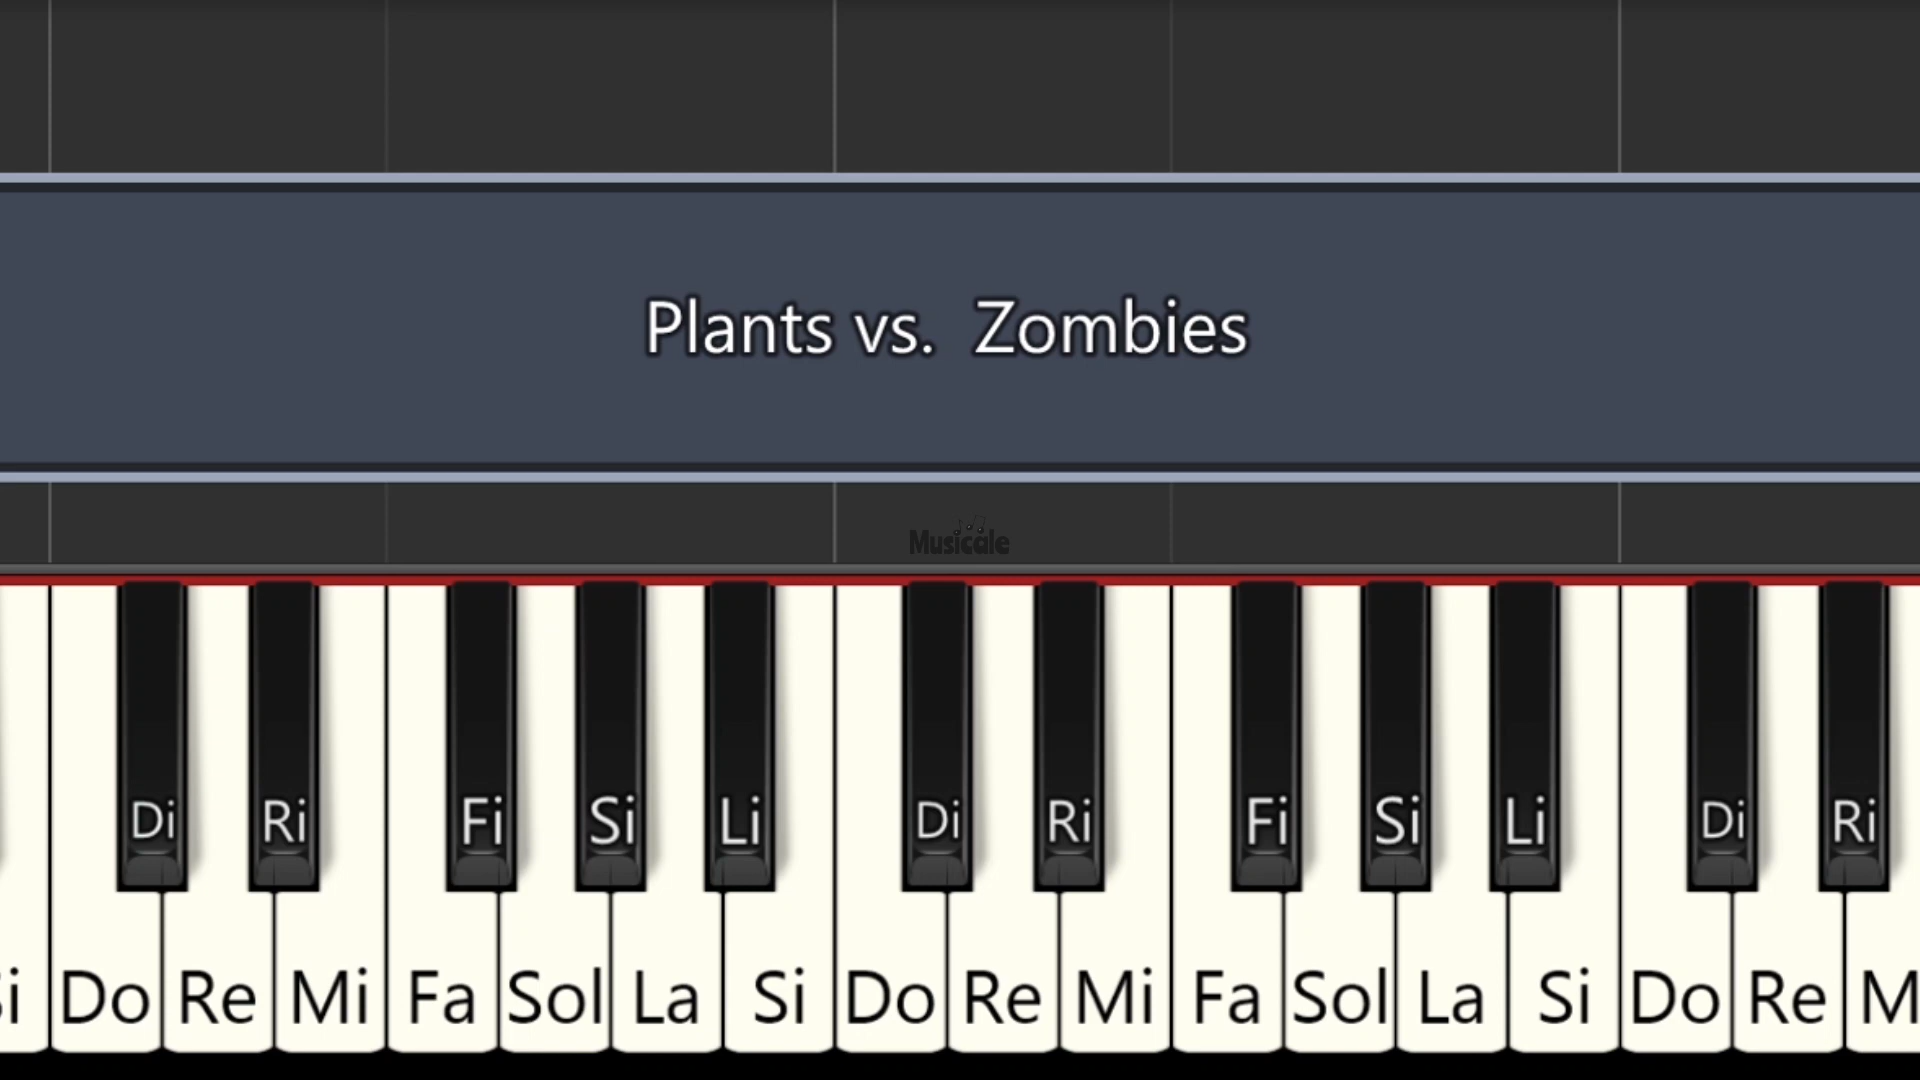 Plants vs. Zombies
Musicale
Di Ri Fi Si Li Di Ri Fi Si Li Di Ri
Do Re Mi Fa Sol La Si Do Re Mi Fa Sol La Si Do Re